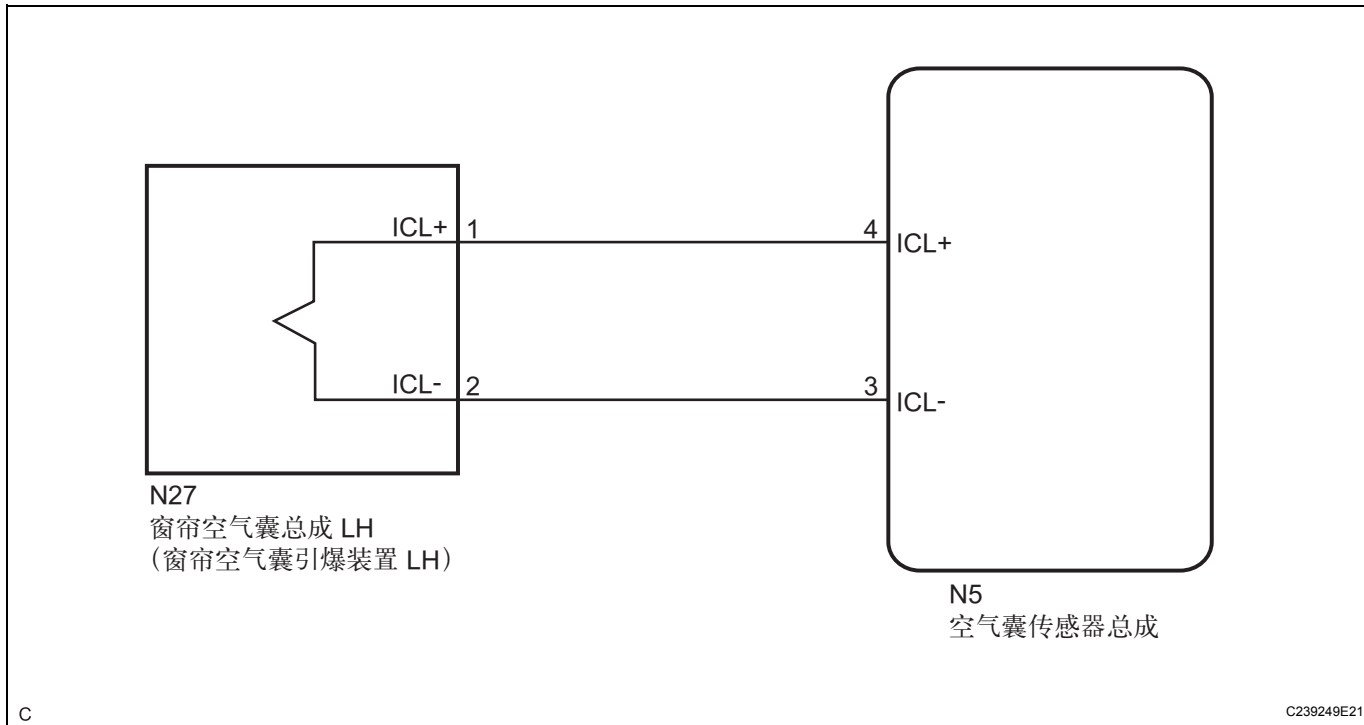 ICL+ 1
4 ICL+
ICL- 2
3 ICL-
N27
窗帘空气囊总成 LH
（窗帘空气囊引爆装置 LH）
N5
空气囊传感器总成
C
C239249E21